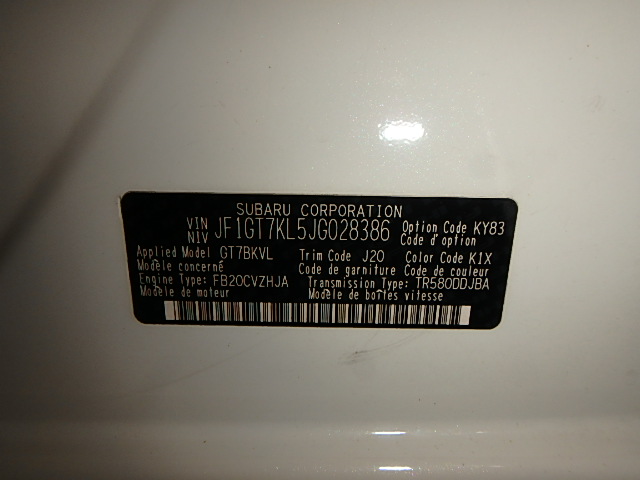 SUBARU CORPORATION
VIN NIV JF1GT7KL5JG028386 Option Code KY83
Code d'option
Applied Model GT7BKVL Trim Code J20 Color Code K1X
Modèle concerné Code de garniture Code de couleur
Engine Type: FB20CVZHJA Transmission Type: TR580DDJBA
Modèle de moteur Modèle de boîtes vitesse